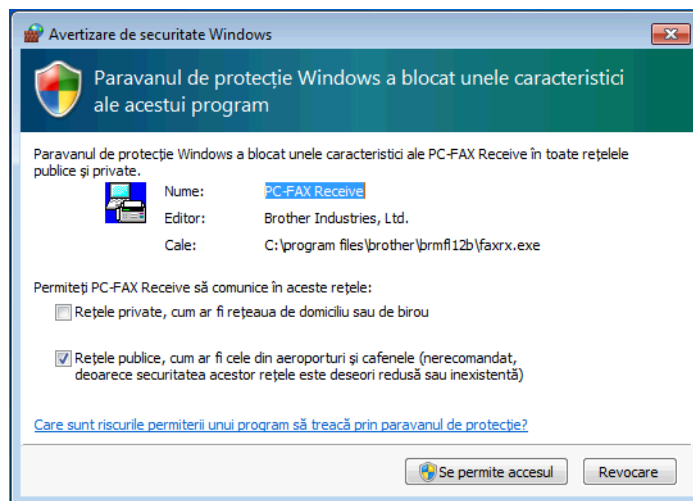 Avertizare de securitate Windows
Paravanul de protecție Windows a blocat unele caracteristici
ale acestui program
Paravanul de protecție Windows a blocat unele caracteristici ale PC-FAX Receive în toate rețelele
publice și private.
Nume: PC-FAX Receive
Editor: Brother Industries, Ltd.
Cale: C:\program files\brother\brmfl12b\faxrx.exe
Permiteți PC-FAX Receive să comunice în aceste rețele:
Rețele private, cum ar fi rețeaua de domiciliu sau de birou
Rețele publice, cum ar fi cele din aeroporturi și cafenele (nerecomandat,
deoarece securitatea acestor rețele este deseori redusă sau inexistentă)
Care sunt riscurile permiterii unui program să treacă prin paravanul de protecție?
Se permite accesul Revocare